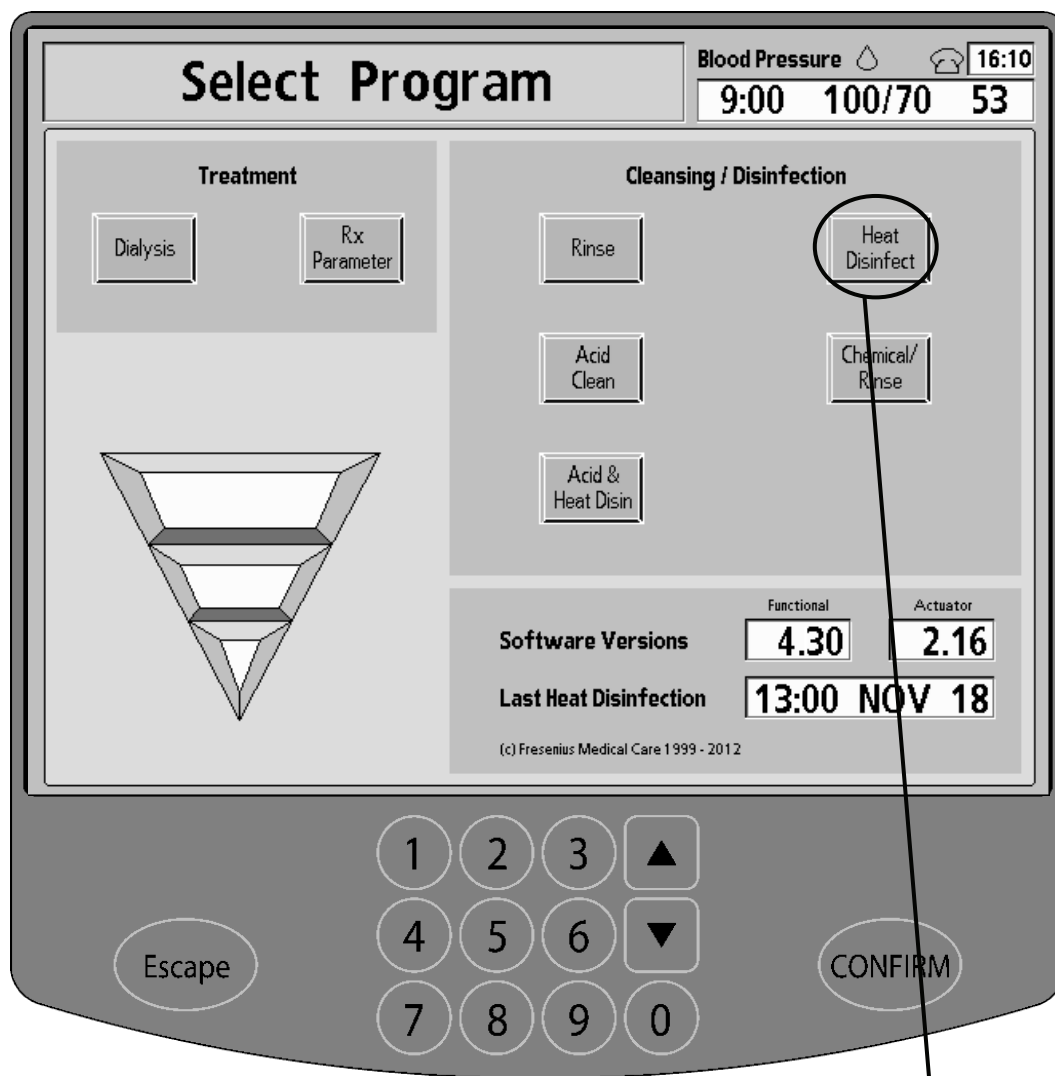 Select Program
Blood Pressure 16:10
9:00 100/70 53
Treatment
Dialysis
Rx
Parameter
Cleansing / Disinfection
Rinse
Heat
Disinfect
Acid
Clean
Chemical/
Rinse
Acid &
Heat Disin
Functional Actuator
Software Versions 4.30 2.16
Last Heat Disinfection 13:00 NOV 18
(c) Fresenius Medical Care 1999 - 2012
1 2 3
4 5 6
Escape CONFIRM
7 8 9 0